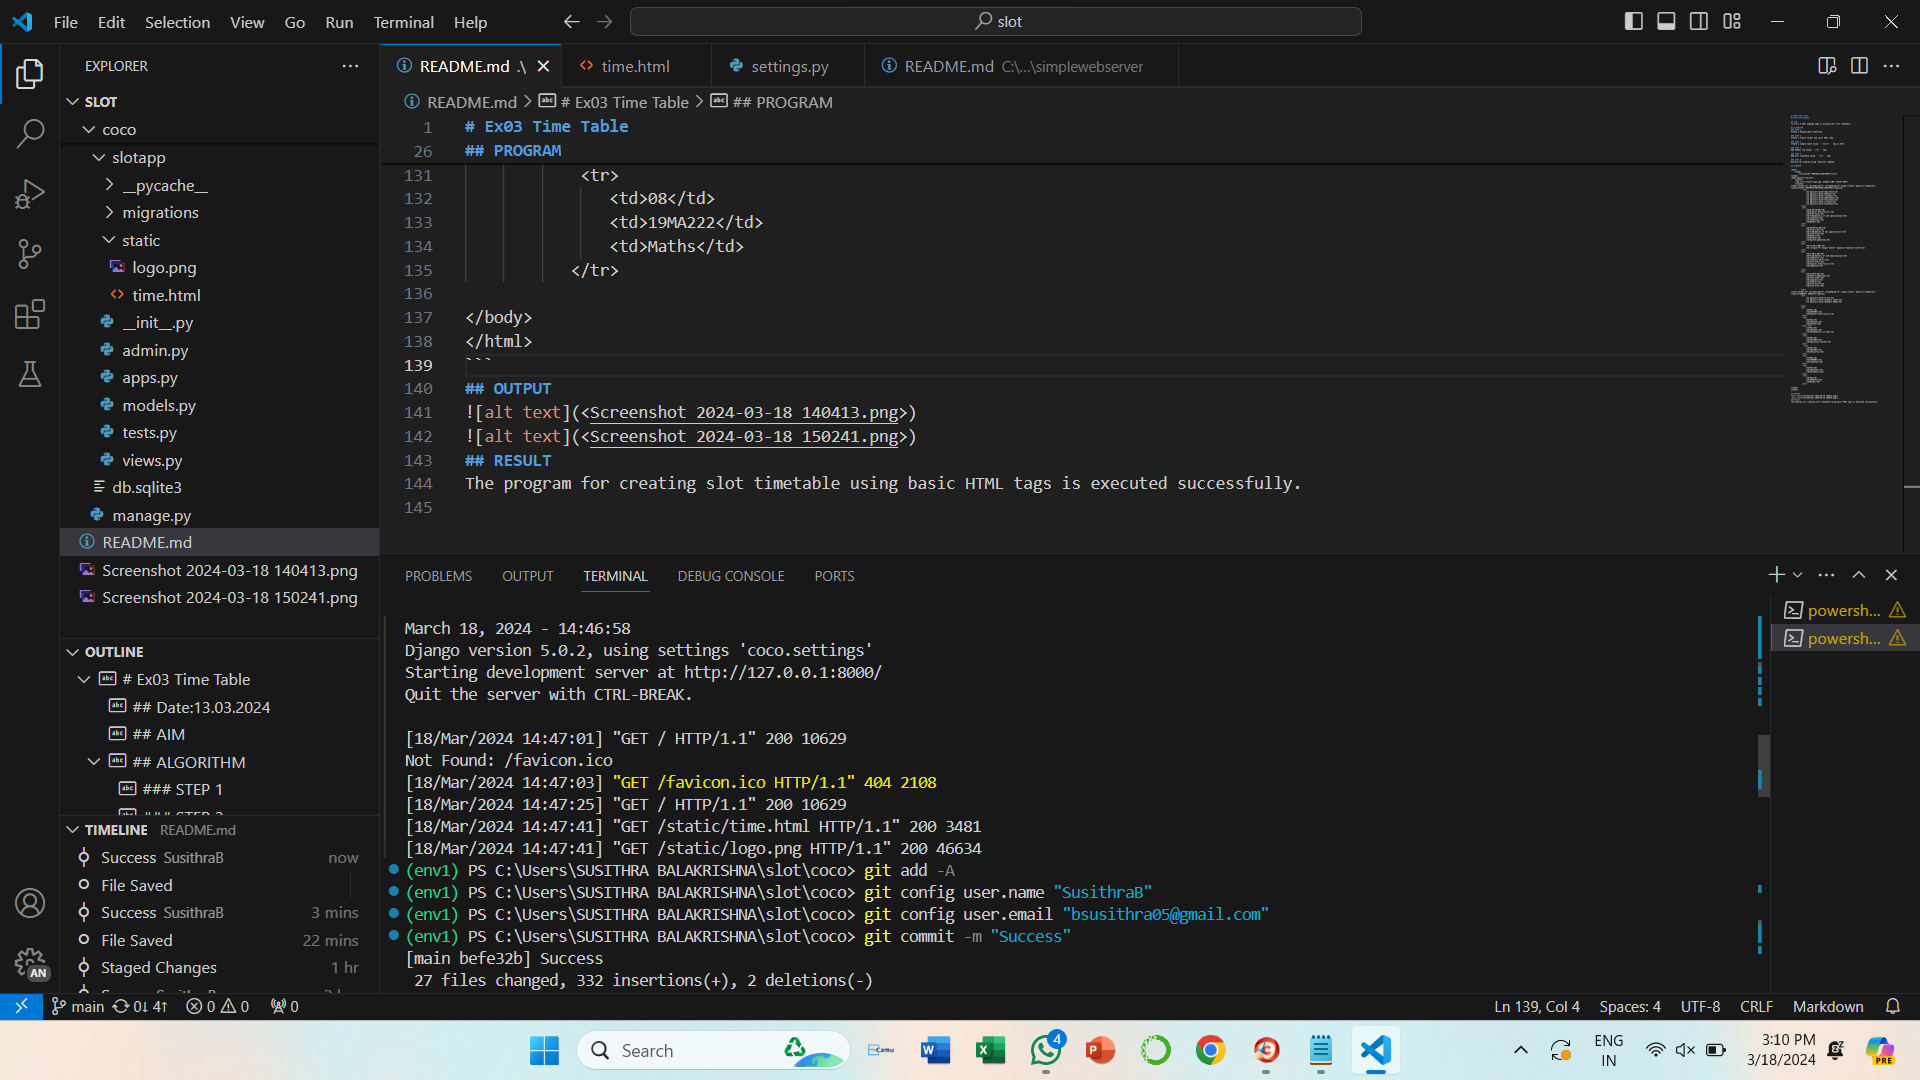 File Edit Selection View Go Run Terminal Help
slot
EXPLORER
SLOT
coco
slotapp
__pycache__
migrations
static
logo.png
time.html
__init__.py
admin.py
apps.py
models.py
tests.py
views.py
db.sqlite3
manage.py
README.md
Screenshot 2024-03-18 140413.png
Screenshot 2024-03-18 150241.png
OUTLINE
# Ex03 Time Table
## Date:13.03.2024
## AIM
## ALGORITHM
### STEP 1
TIMELINE README.md
Success SusithraB now
File Saved
Success SusithraB 3 mins
File Saved 22 mins
Staged Changes 1 hr
README.md .\ time.html settings.py README.md C:\...\simplewebserver
README.md > # Ex03 Time Table > ## PROGRAM
1 # Ex03 Time Table
26 ## PROGRAM
131 <tr>
132 <td>08</td>
133 <td>19MA222</td>
134 <td>Maths</td>
135 </tr>
136
137 </body>
138 </html>
139 ```
140 ## OUTPUT
141 ![alt text](<Screenshot 2024-03-18 140413.png>)
142 ![alt text](<Screenshot 2024-03-18 150241.png>)
143 ## RESULT
144 The program for creating slot timetable using basic HTML tags is executed successfully.
145
PROBLEMS OUTPUT TERMINAL DEBUG CONSOLE PORTS
powersh...
powersh...
March 18, 2024 - 14:46:58
Django version 5.0.2, using settings 'coco.settings'
Starting development server at http://127.0.0.1:8000/
Quit the server with CTRL-BREAK.
[18/Mar/2024 14:47:01] "GET / HTTP/1.1" 200 10629
Not Found: /favicon.ico
[18/Mar/2024 14:47:03] "GET /favicon.ico HTTP/1.1" 404 2108
[18/Mar/2024 14:47:25] "GET / HTTP/1.1" 200 10629
[18/Mar/2024 14:47:41] "GET /static/time.html HTTP/1.1" 200 3481
[18/Mar/2024 14:47:41] "GET /static/logo.png HTTP/1.1" 200 46634
(env1) PS C:\Users\SUSITHRA BALAKRISHNA\slot\coco> git add -A
(env1) PS C:\Users\SUSITHRA BALAKRISHNA\slot\coco> git config user.name "SusithraB"
(env1) PS C:\Users\SUSITHRA BALAKRISHNA\slot\coco> git config user.email "bsusithra05@gmail.com"
(env1) PS C:\Users\SUSITHRA BALAKRISHNA\slot\coco> git commit -m "Success"
[main befe32b] Success
27 files changed, 332 insertions(+), 2 deletions(-)
AN
main 0↓ 4↑ 0 0 0
Ln 139, Col 4 Spaces: 4 UTF-8 CRLF Markdown
Search
4
ENG
IN
3:10 PM
3/18/2024
PRE